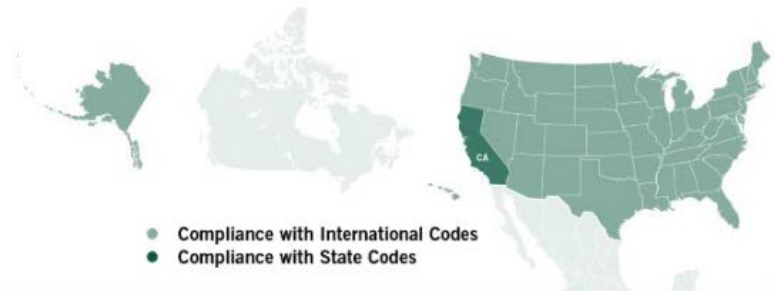 CA
Compliance with International Codes
Compliance with State Codes